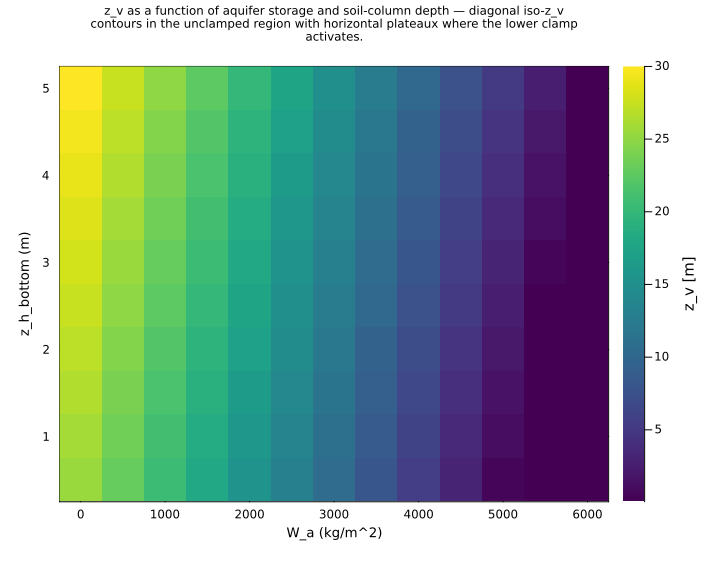 z_v as a function of aquifer storage and soil-column depth — diagonal iso-z_v
contours in the unclamped region with horizontal plateaux where the lower clamp
activates.
5
4
3
2
1
z_h_bottom (m)
0 1000 2000 3000 4000 5000 6000
W_a (kg/m^2)
30
25
20
15
10
5
z_v [m]